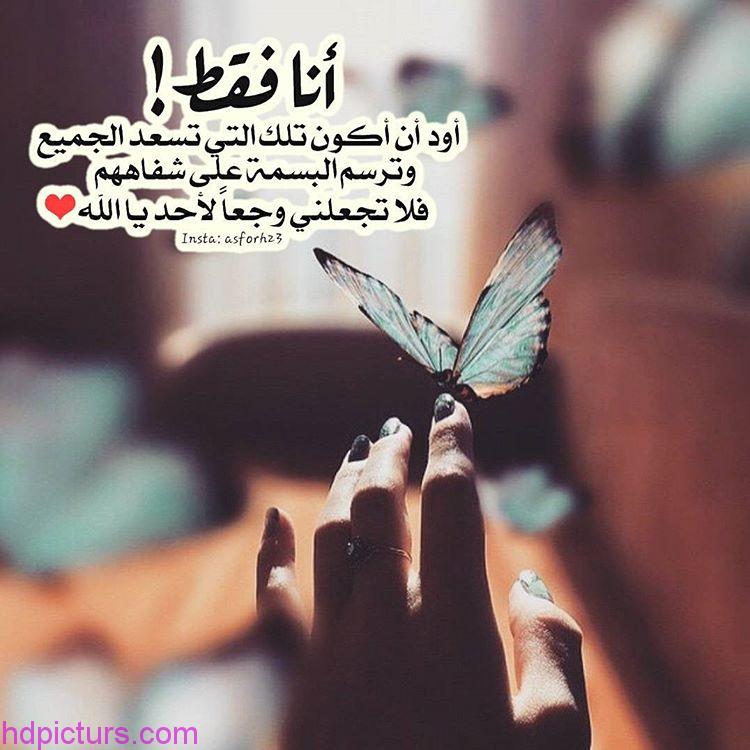 أنا فقط !
أود أن أكون تلك التي تسعد الجميع
وترسم البسمة على شفاههم
فلا تجعلني وجعاً لأحد يا الله❤
Insta: asforh23
hdpicturs.com